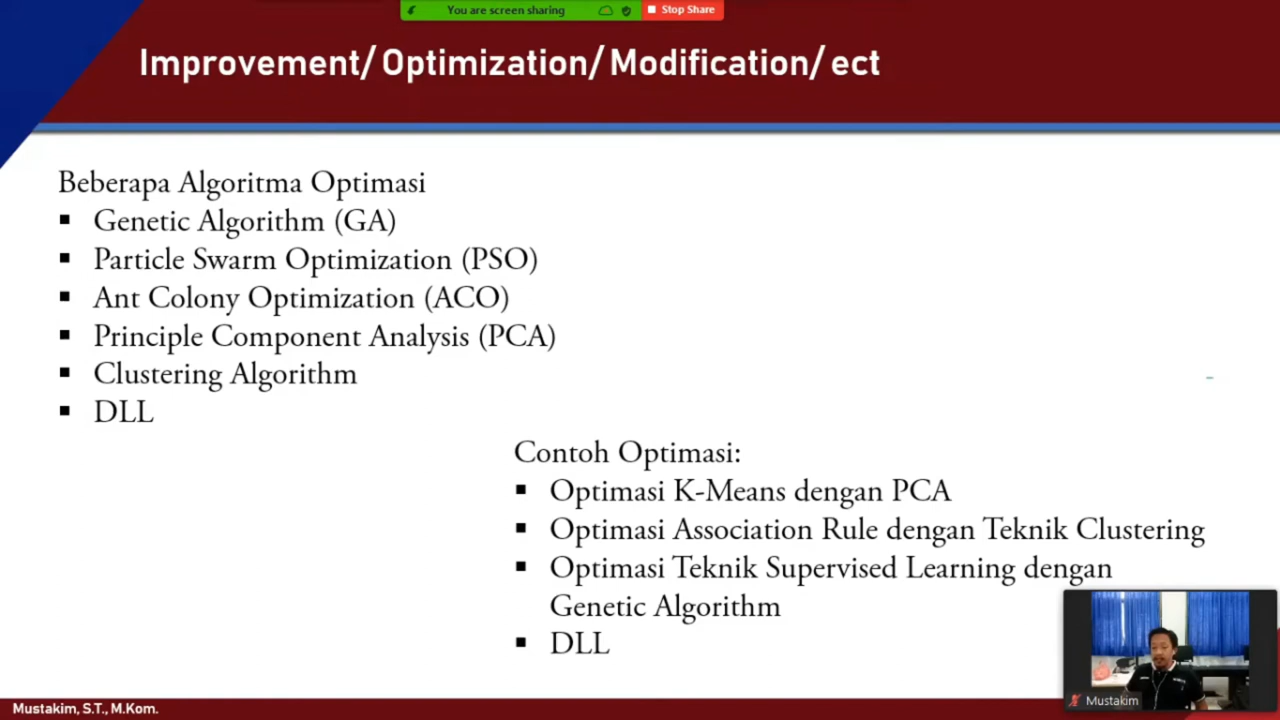 You are screen sharing
Stop Share
Improvement/Optimization/Modification/ect
Beberapa Algoritma Optimasi
▪ Genetic Algorithm (GA)
▪ Particle Swarm Optimization (PSO)
▪ Ant Colony Optimization (ACO)
▪ Principle Component Analysis (PCA)
▪ Clustering Algorithm
▪ DLL
Contoh Optimasi:
▪ Optimasi K-Means dengan PCA
▪ Optimasi Association Rule dengan Teknik Clustering
▪ Optimasi Teknik Supervised Learning dengan
Genetic Algorithm
▪ DLL
Mustakim
Mustakim, S.T., M.Kom.